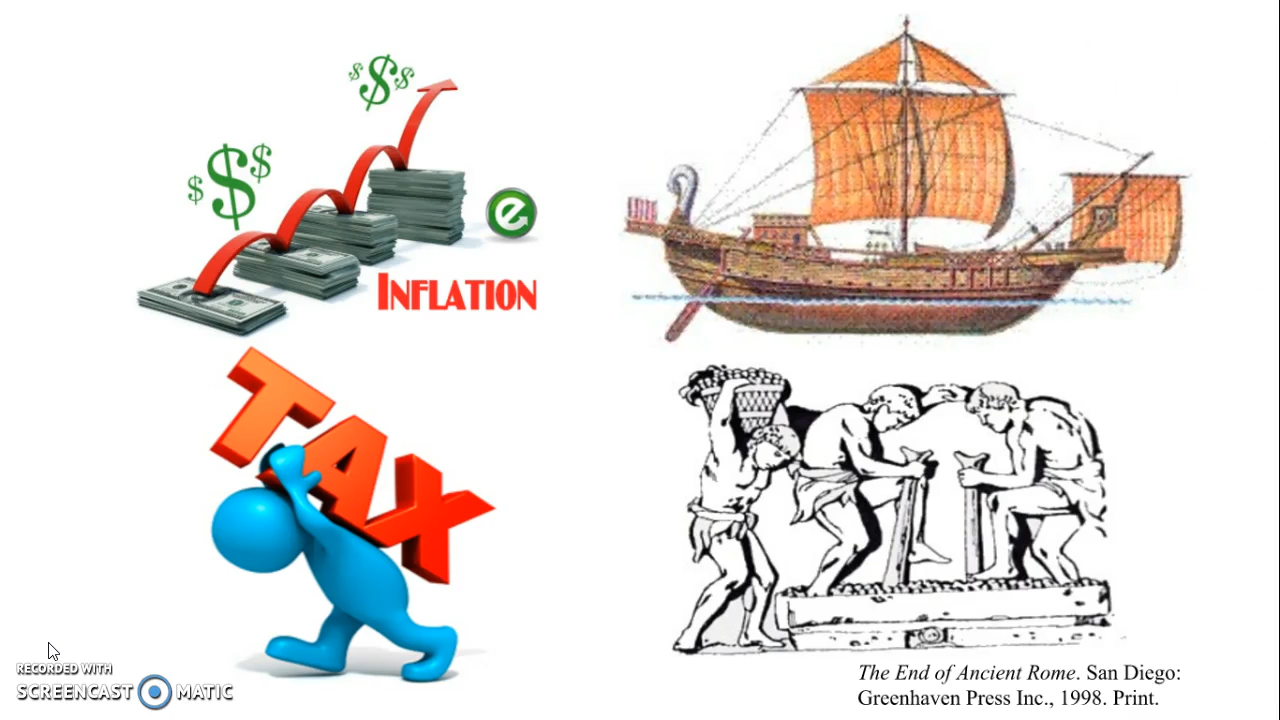 $ $ $
$ $ $
e
INFLATION
TAX
RECORDED WITH
SCREENCAST MATIC
The End of Ancient Rome. San Diego:
Greenhaven Press Inc., 1998. Print.